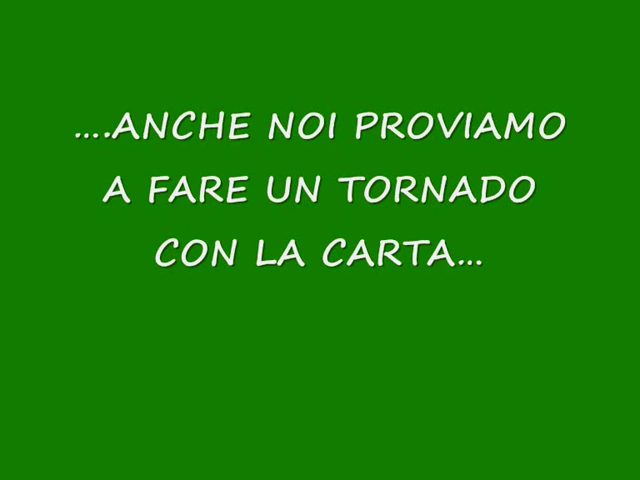 ....ANCHE NOI PROVIAMO
A FARE UN TORNADO
CON LA CARTA...